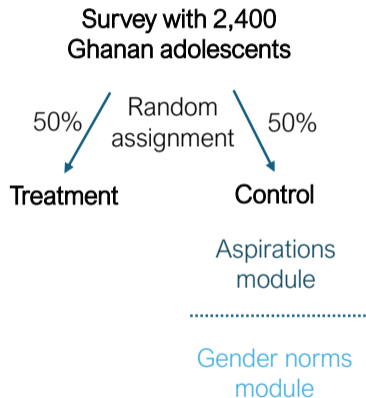 Survey with 2,400
Ghanan adolescents
50%
Random
assignment
50%
Treatment
Control
Aspirations
module
Gender norms
module